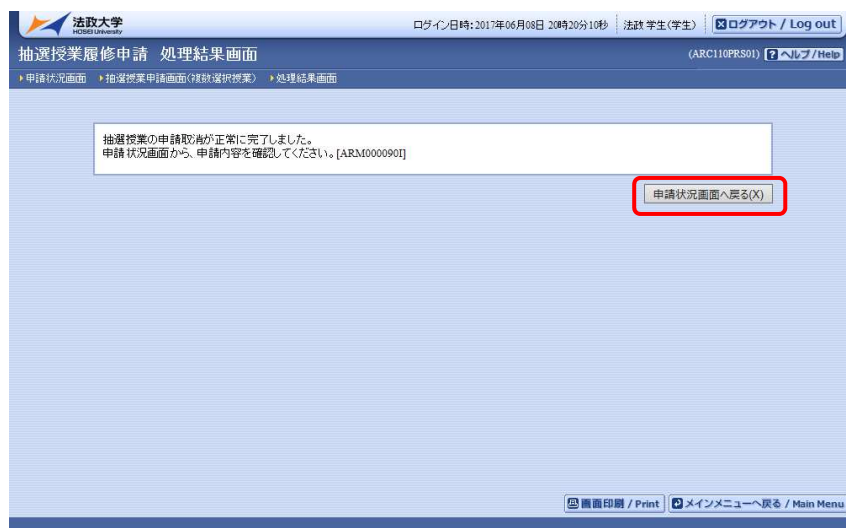 法政大学
HOSEI University
ログイン日時:2017年06月08日 20時20分10秒 法政 学生(学生) ログアウト / Log out
抽選授業履修申請 処理結果画面 (ARC110PRS01) ヘルプ/Help
申請状況画面 抽選授業申請画面(複数選択授業) 処理結果画面
抽選授業の申請取消が正常に完了しました。
申請状況画面から、申請内容を確認してください。[ARM000090I]
申請状況画面へ戻る(X)
画面印刷 / Print メインメニューへ戻る / Main Menu